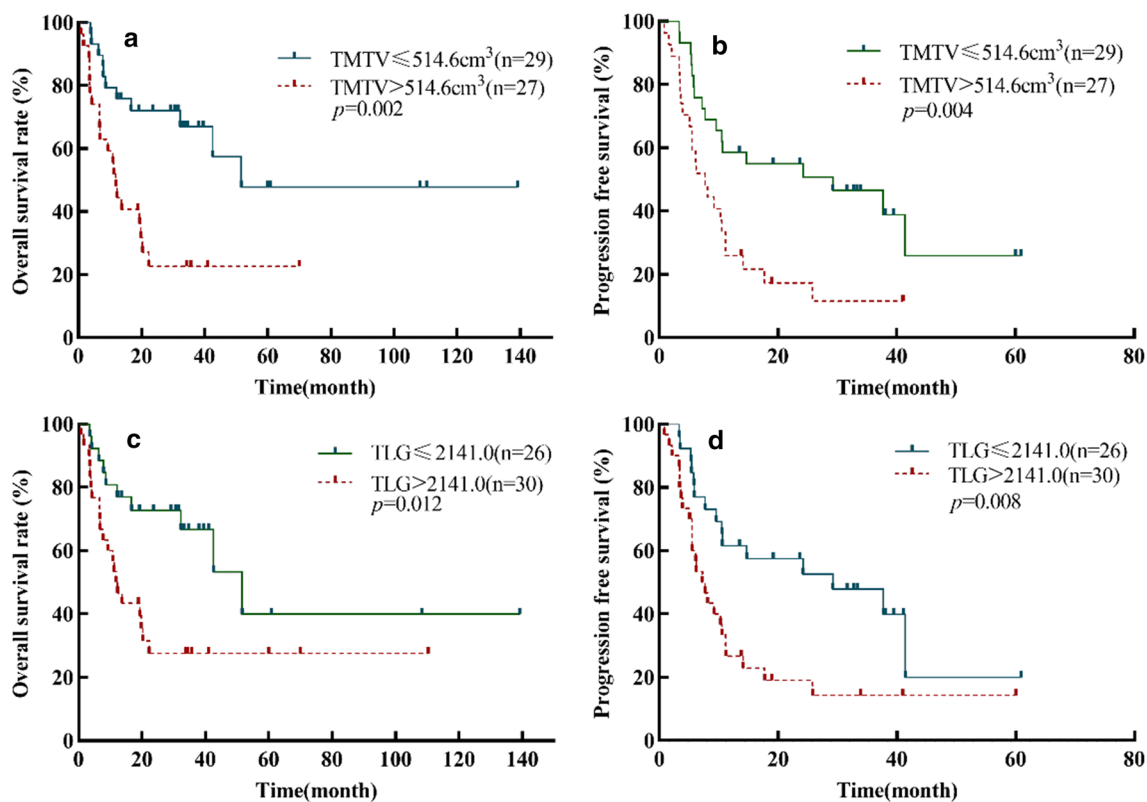 a
TMTV≤514.6cm³(n=29)
TMTV>514.6cm³(n=27)
p=0.002
Overall survival rate (%)
100
80
60
40
20
0
0 20 40 60 80 100 120 140
Time(month)
b
TMTV≤514.6cm³(n=29)
TMTV>514.6cm³(n=27)
p=0.004
Progression free survival (%)
100
80
60
40
20
0
0 20 40 60 80
Time(month)
c
TLG≤2141.0(n=26)
TLG>2141.0(n=30)
p=0.012
Overall survival rate (%)
100
80
60
40
20
0
0 20 40 60 80 100 120 140
Time(month)
d
TLG≤2141.0(n=26)
TLG>2141.0(n=30)
p=0.008
Progression free survival (%)
100
80
60
40
20
0
0 20 40 60 80
Time(month)